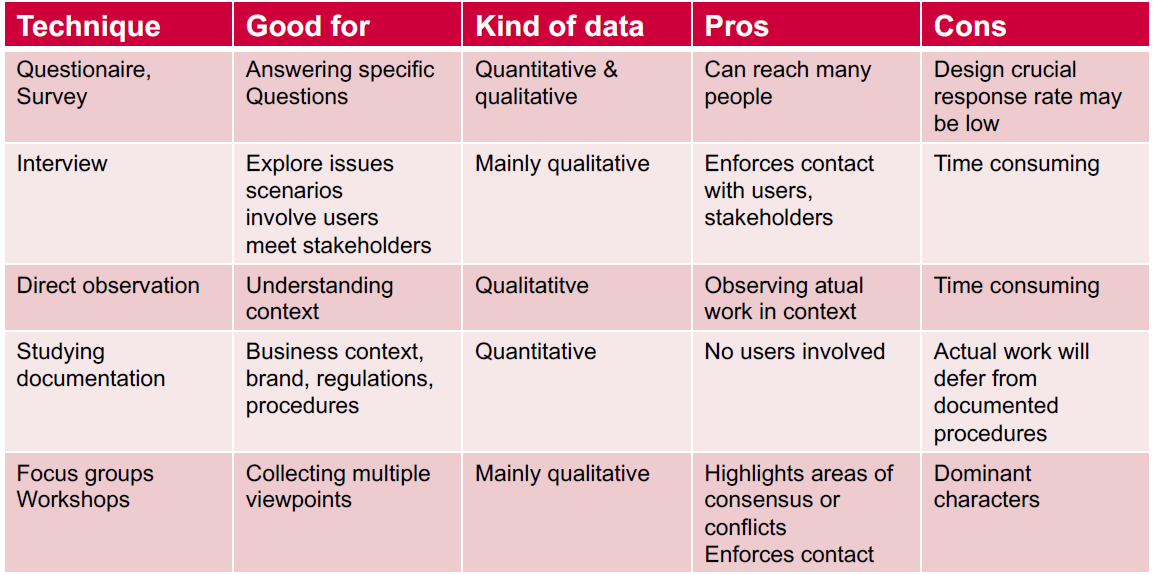 Technique
Good for
Kind of data
Pros
Cons
Questionaire,
Survey
Answering specific
Questions
Quantitative &
qualitative
Can reach many
people
Design crucial
response rate may
be low
Interview
Explore issues
scenarios
involve users
meet stakeholders
Mainly qualitative
Enforces contact
with users,
stakeholders
Time consuming
Direct observation
Understanding
context
Qualitatitve
Observing atual
work in context
Time consuming
Studying
documentation
Business context,
brand, regulations,
procedures
Quantitative
No users involved
Actual work will
defer from
documented
procedures
Focus groups
Workshops
Collecting multiple
viewpoints
Mainly qualitative
Highlights areas of
consensus or
conflicts
Enforces contact
Dominant
characters